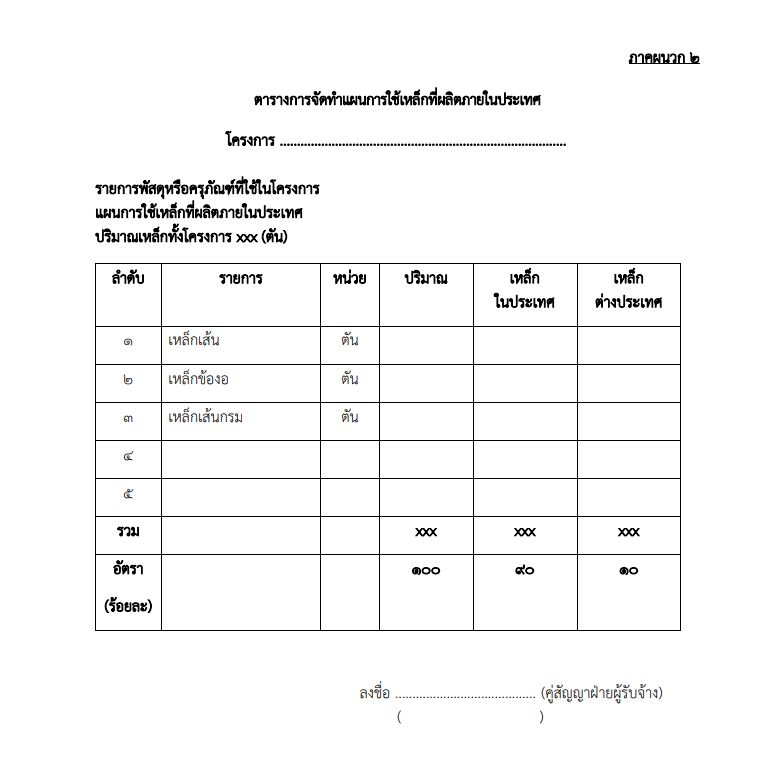 ภาคผนวก ๒
ตารางการจัดทำแผนการใช้เหล็กที่ผลิตภายในประเทศ
โครงการ ...................................................................................
รายการพัสดุหรือครุภัณฑ์ที่ใช้ในโครงการ
แผนการใช้เหล็กที่ผลิตภายในประเทศ
ปริมาณเหล็กทั้งโครงการ xxx (ตัน)
ลำดับ รายการ หน่วย ปริมาณ เหล็ก เหล็ก
ในประเทศ ต่างประเทศ
๑ เหล็กเส้น ตัน
๒ เหล็กข้องอ ตัน
๓ เหล็กเส้นกรม ตัน
๔
๕
รวม xxx xxx xxx
อัตรา ๑๐๐ ๙๐ ๑๐
(ร้อยละ)
ลงชื่อ ......................................... (คู่สัญญาฝ่ายผู้รับจ้าง)
( )